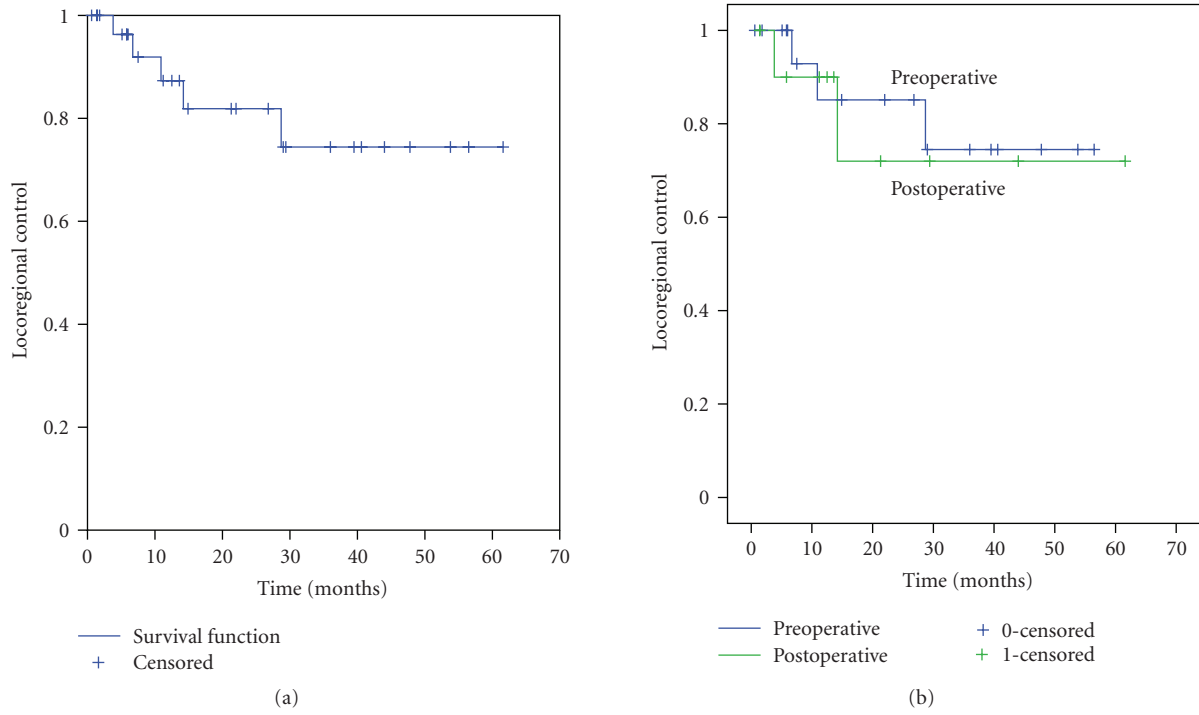 1
0.8
0.6
0.4
0.2
0
Locoregional control
0 10 20 30 40 50 60 70
Time (months)
Survival function
Censored
(a)
1
0.8
0.6
0.4
0.2
0
Locoregional control
Preoperative
Postoperative
0 10 20 30 40 50 60 70
Time (months)
Preoperative 0-censored
Postoperative 1-censored
(b)